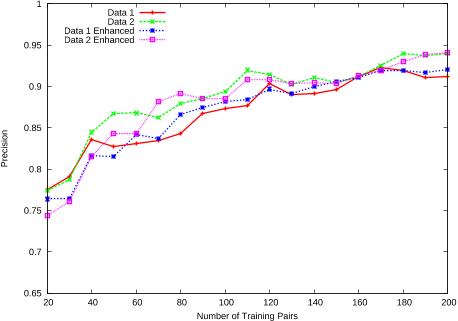 1
0.95
0.9
0.85
0.8
0.75
0.7
0.65
Precision
Data 1
Data 2
Data 1 Enhanced
Data 2 Enhanced
20 40 60 80 100 120 140 160 180 200
Number of Training Pairs